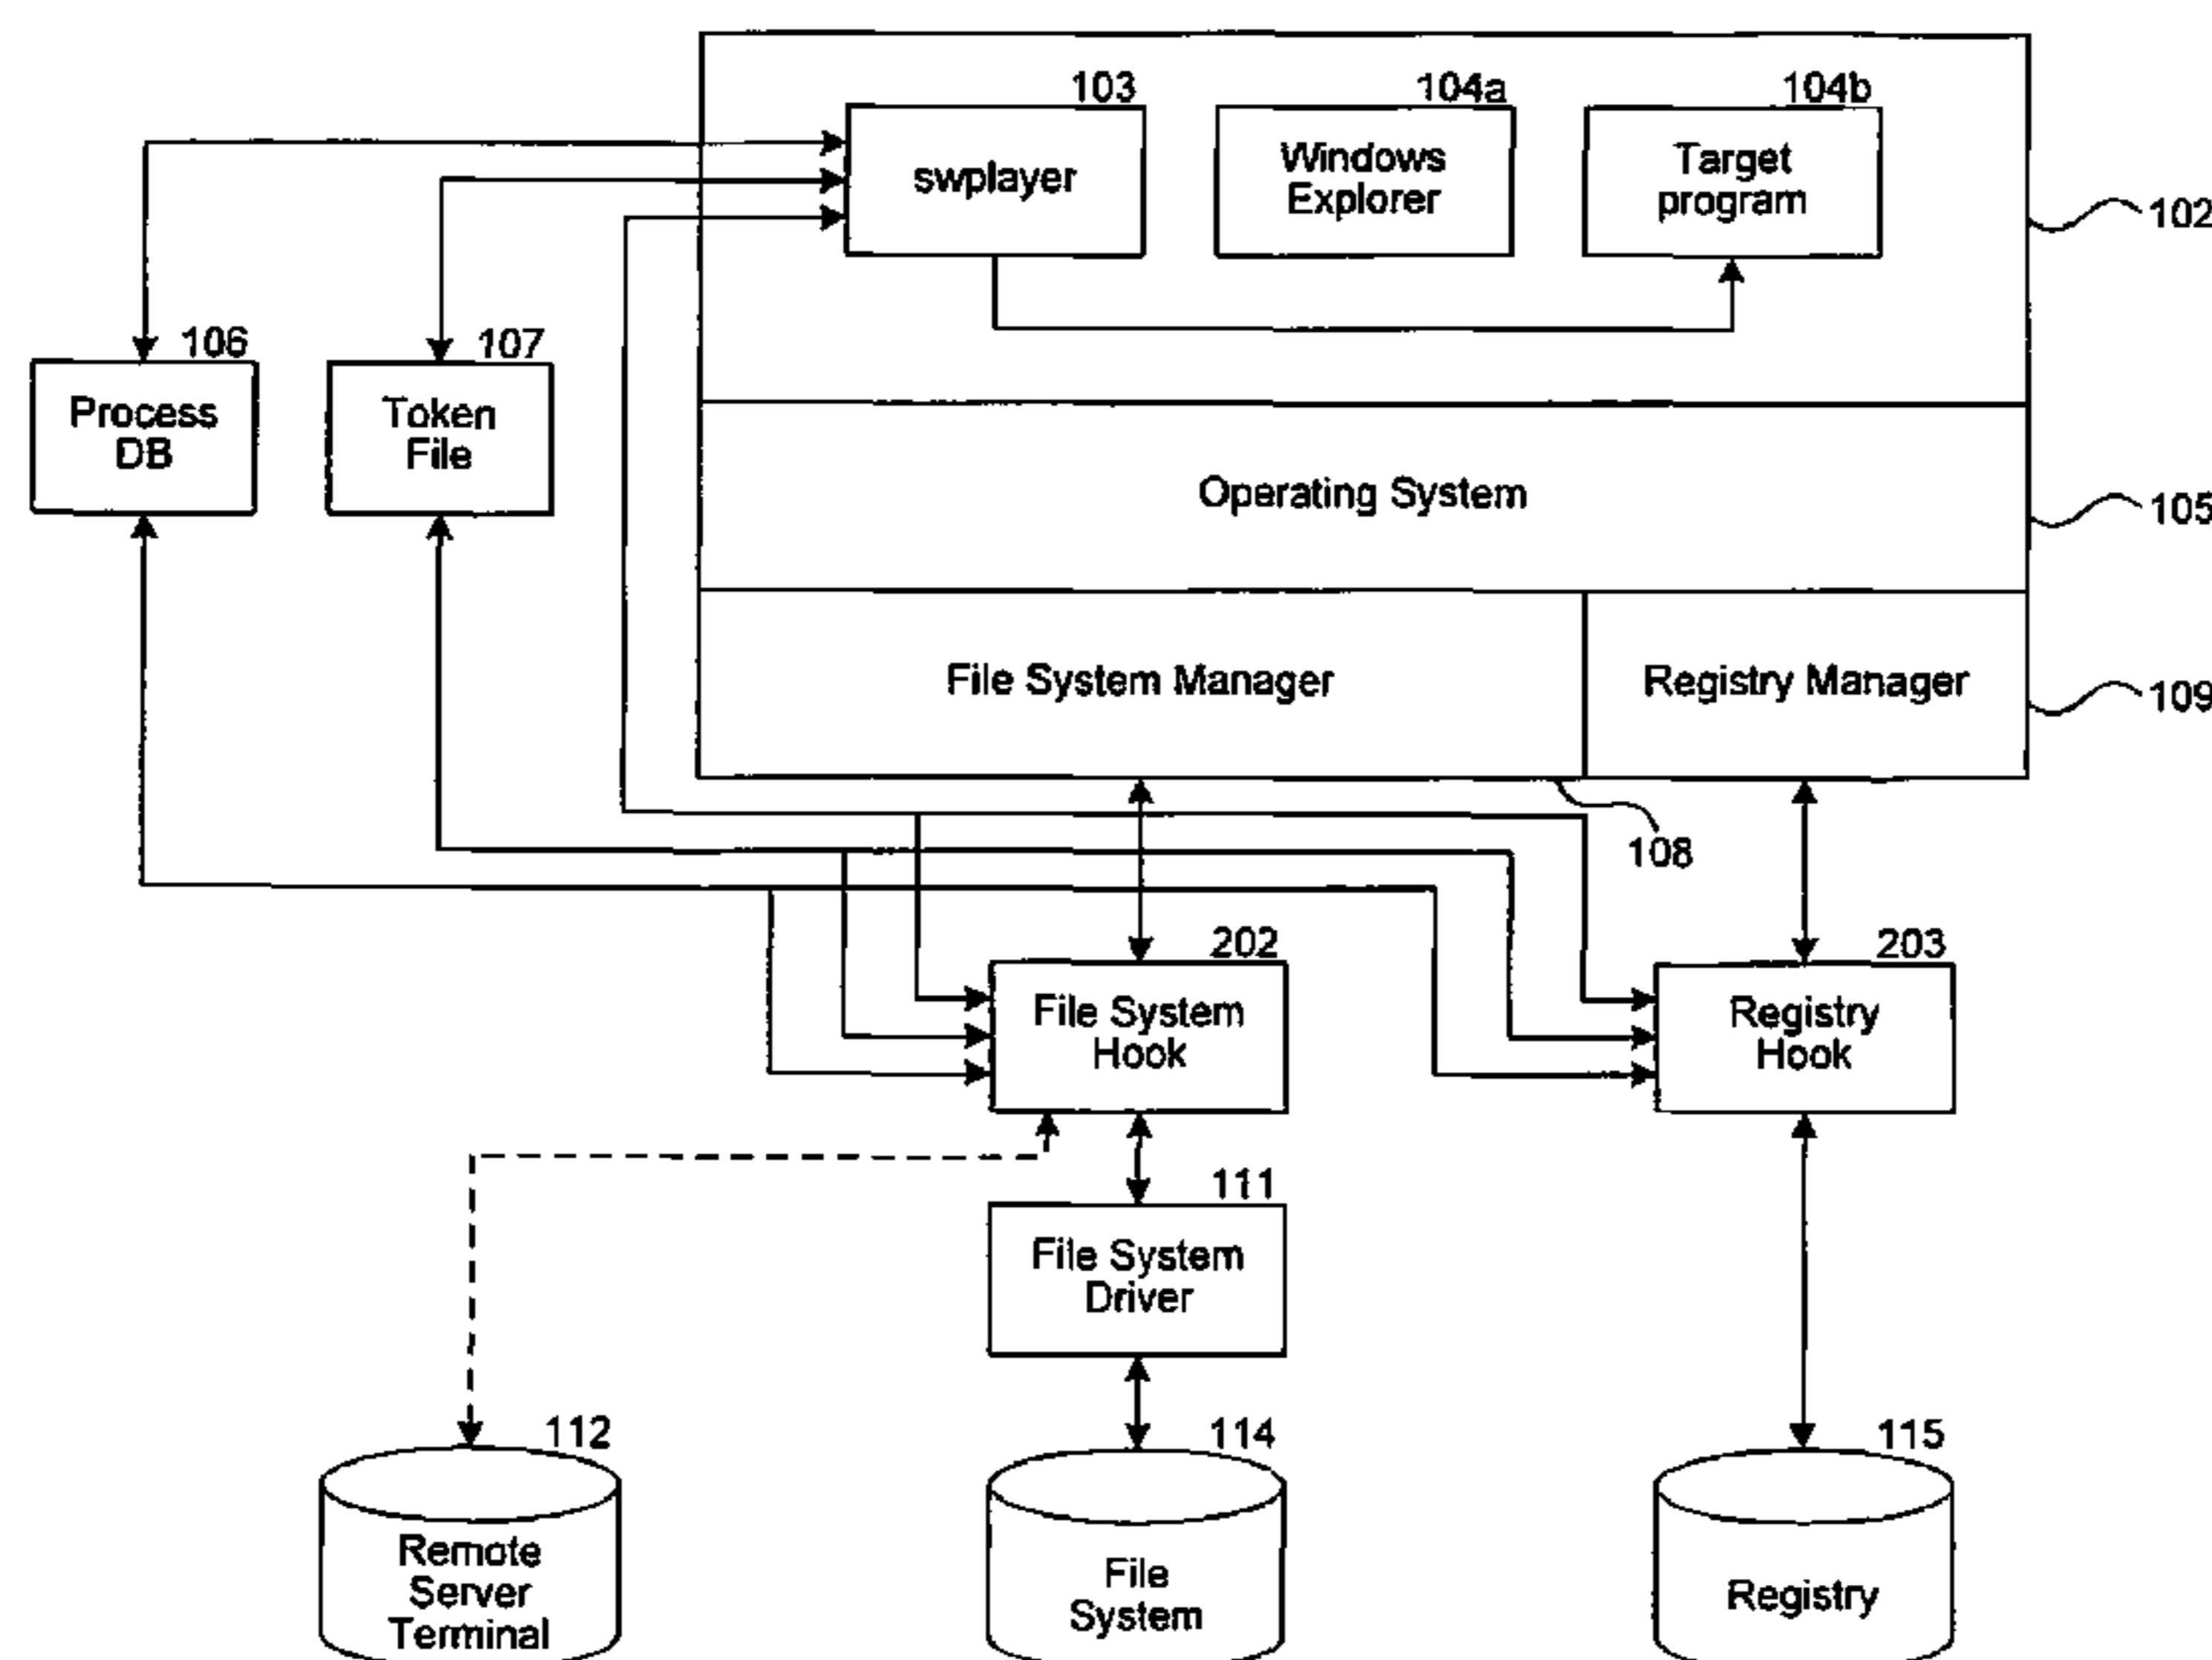 103
104a
104b
swplayer
Windows
Explorer
Target
program
102
106
107
Process
DB
Token
File
Operating System
105
File System Manager
Registry Manager
109
108
202
203
File System
Hook
Registry
Hook
111
File System
Driver
112
114
115
Remote
Server
Terminal
File
System
Registry